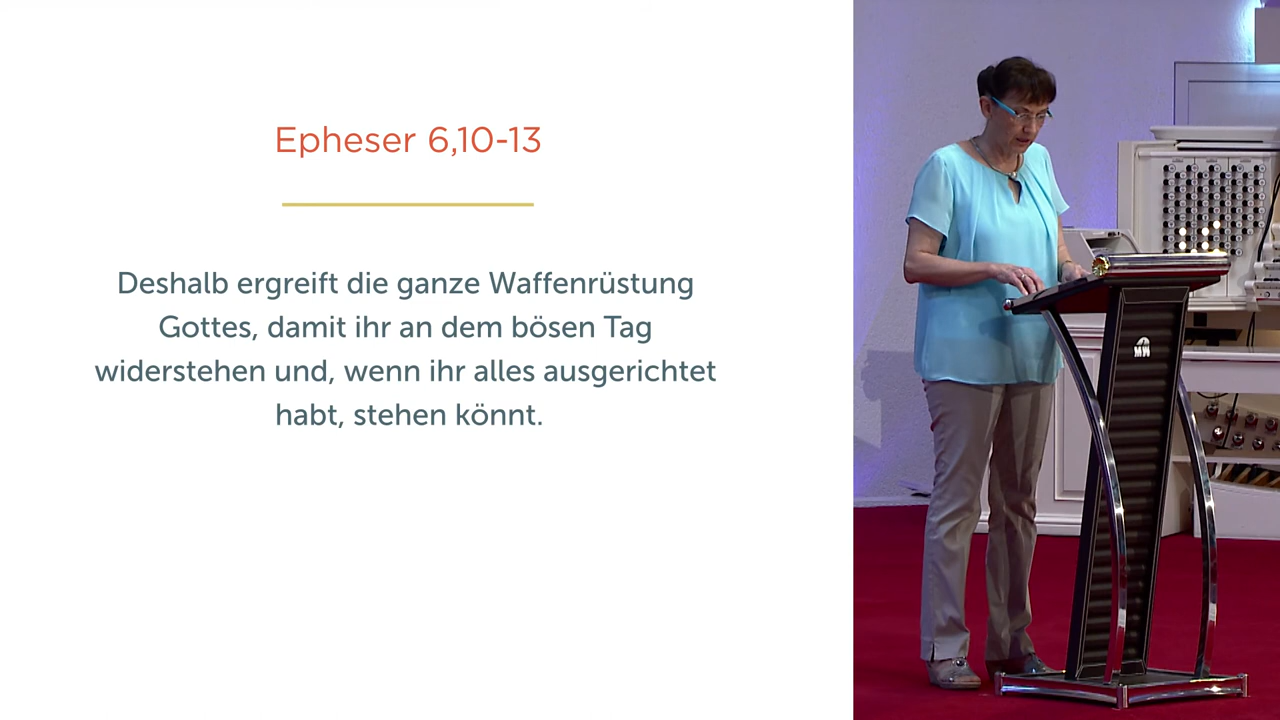 Epheser 6,10-13
Deshalb ergreift die ganze Waffenrüstung
Gottes, damit ihr an dem bösen Tag
widerstehen und, wenn ihr alles ausgerichtet
habt, stehen könnt.
MW